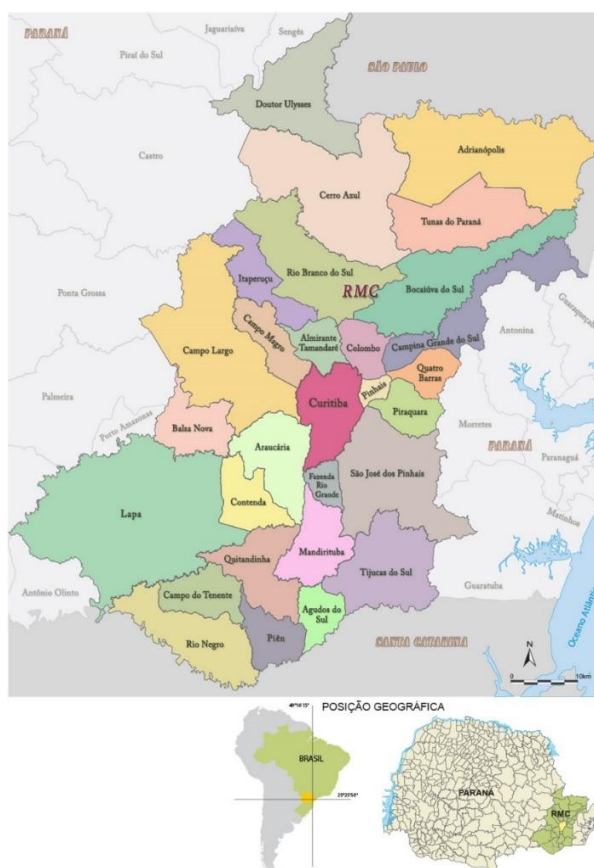 PARANÁ
Jaguariaíva
Sengés
Piraí do Sul
SÃO PAULO
Doutor Ulysses
Castro
Adrianópolis
Cerro Azul
Tunas do Paraná
Itaperuçu
Rio Branco do Sul
RMC
Bocaiúva do Sul
Ponta Grossa
Campo Largo
Campo Magro
Almirante
Tamandaré
Colombo
Campina Grande do Sul
Antonina
Guaraqueçaba
Quatro
Barras
Curitiba
Pinhais
Piraquara
Palmeira
Porto Amazonas
Balsa Nova
Morretes
PARANÁ
Paranaguá
Araucária
São José dos Pinhais
Fazenda
Rio
Grande
Contenda
Lapa
Matinhos
Quitandinha
Mandirituba
Tijucas do Sul
Guaratuba
Antônio Olinto
Campo do Tenente
Agudos do
Sul
Rio Negro
Piên
SANTA CATARINA
Oceano Atlântico
N
0
10km
POSIÇÃO GEOGRÁFICA
BRASIL
PARANÁ
RMC